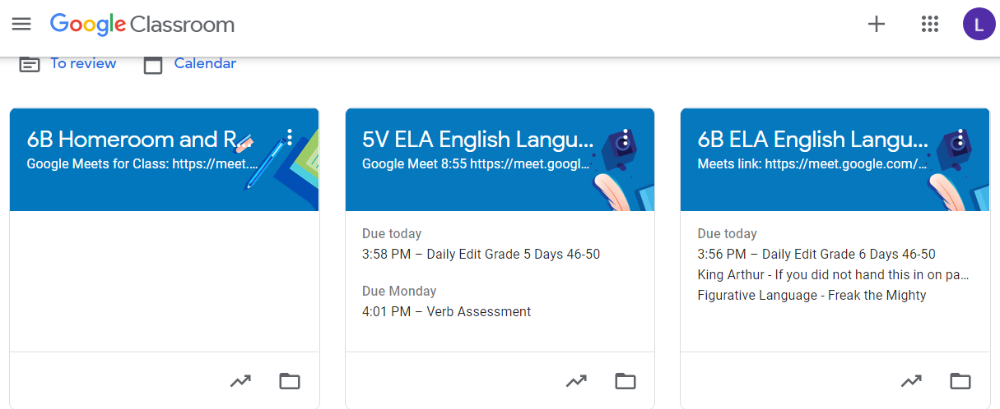 Google Classroom
L
To review
Calendar
6B Homeroom and R...
Google Meets for Class: https://meet....
5V ELA English Langu...
Google Meet 8:55 https://meet.googl...
6B ELA English Langu...
Meets link: https://meet.google.com/...
Due today
3:58 PM – Daily Edit Grade 5 Days 46-50
Due Monday
4:01 PM – Verb Assessment
Due today
3:56 PM – Daily Edit Grade 6 Days 46-50
King Arthur - If you did not hand this in on pa...
Figurative Language - Freak the Mighty